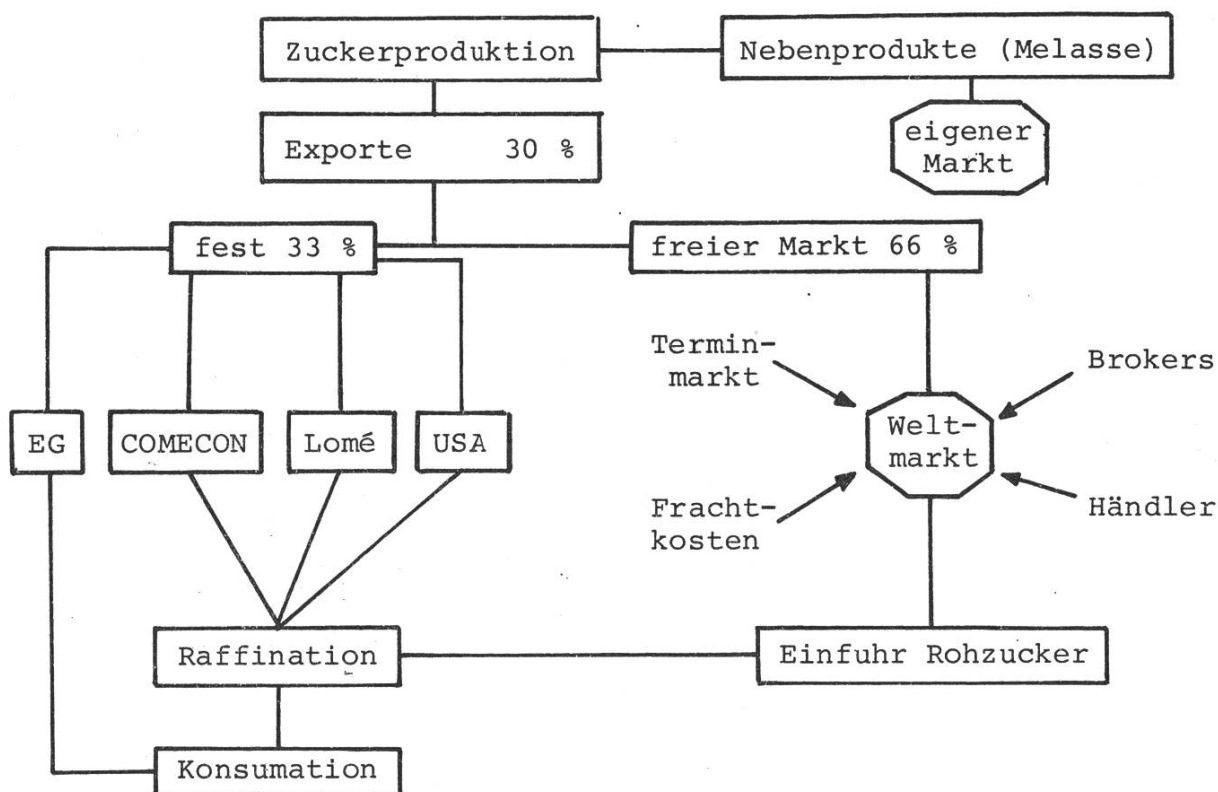 Zuckerproduktion
Nebenprodukte (Melasse)
Exporte 30 %
eigener
Markt
fest 33 %
freier Markt 66 %
Termin-
markt
Brokers
EG
COMECON
Lomé
USA
Welt-
markt
Fracht-
kosten
Händler
Raffination
Einfuhr Rohzucker
Konsumation